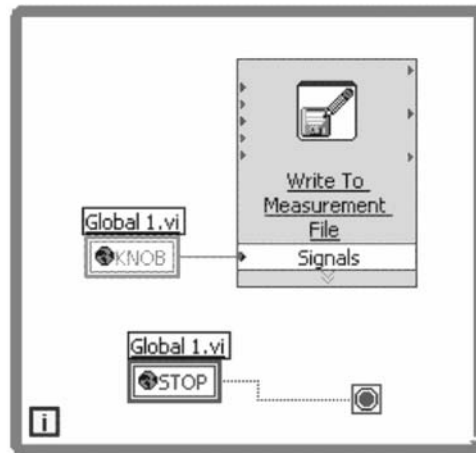 Write To
Measurement
File
Signals
Global 1.vi
KNOB
Global 1.vi
STOP
i